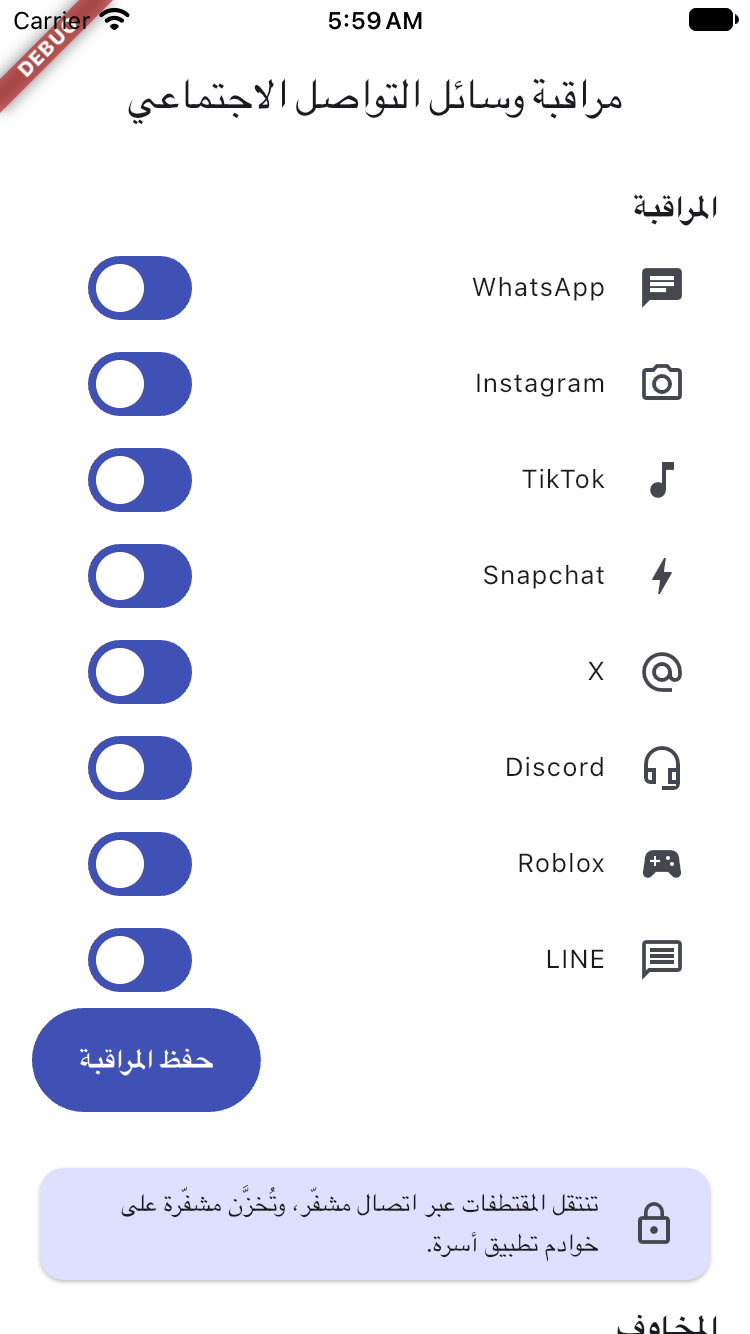 Carrier
5:59 AM
DEBUG
مراقبة وسائل التواصل الاجتماعي
المراقبة
WhatsApp
Instagram
TikTok
Snapchat
X
Discord
Roblox
LINE
حفظ المراقبة
تنتقل المقتطفات عبر اتصال مشفّر، وتُخزَّن مشفّرة على
خوادم تطبيق أسرة.
المخاوف